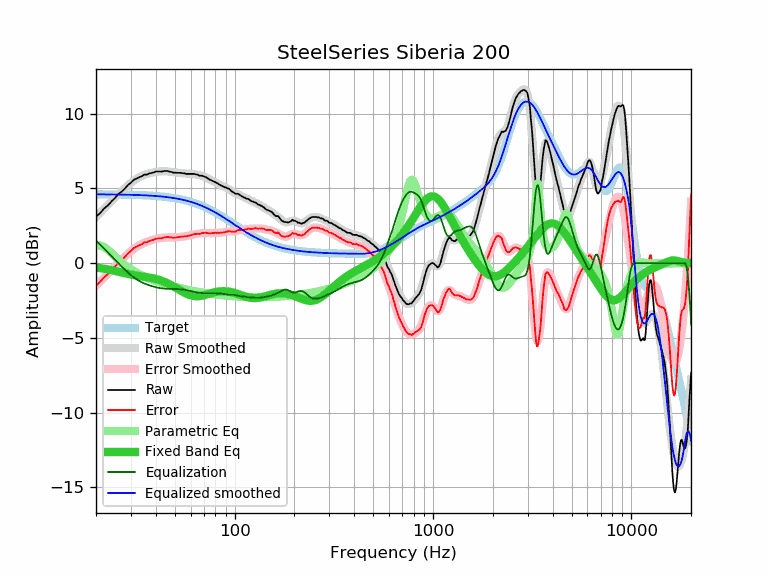 SteelSeries Siberia 200
Amplitude (dBr)
10
5
0
−5
−10
−15
Target
Raw Smoothed
Error Smoothed
Raw
Error
Parametric Eq
Fixed Band Eq
Equalization
Equalized smoothed
100
1000
10000
Frequency (Hz)